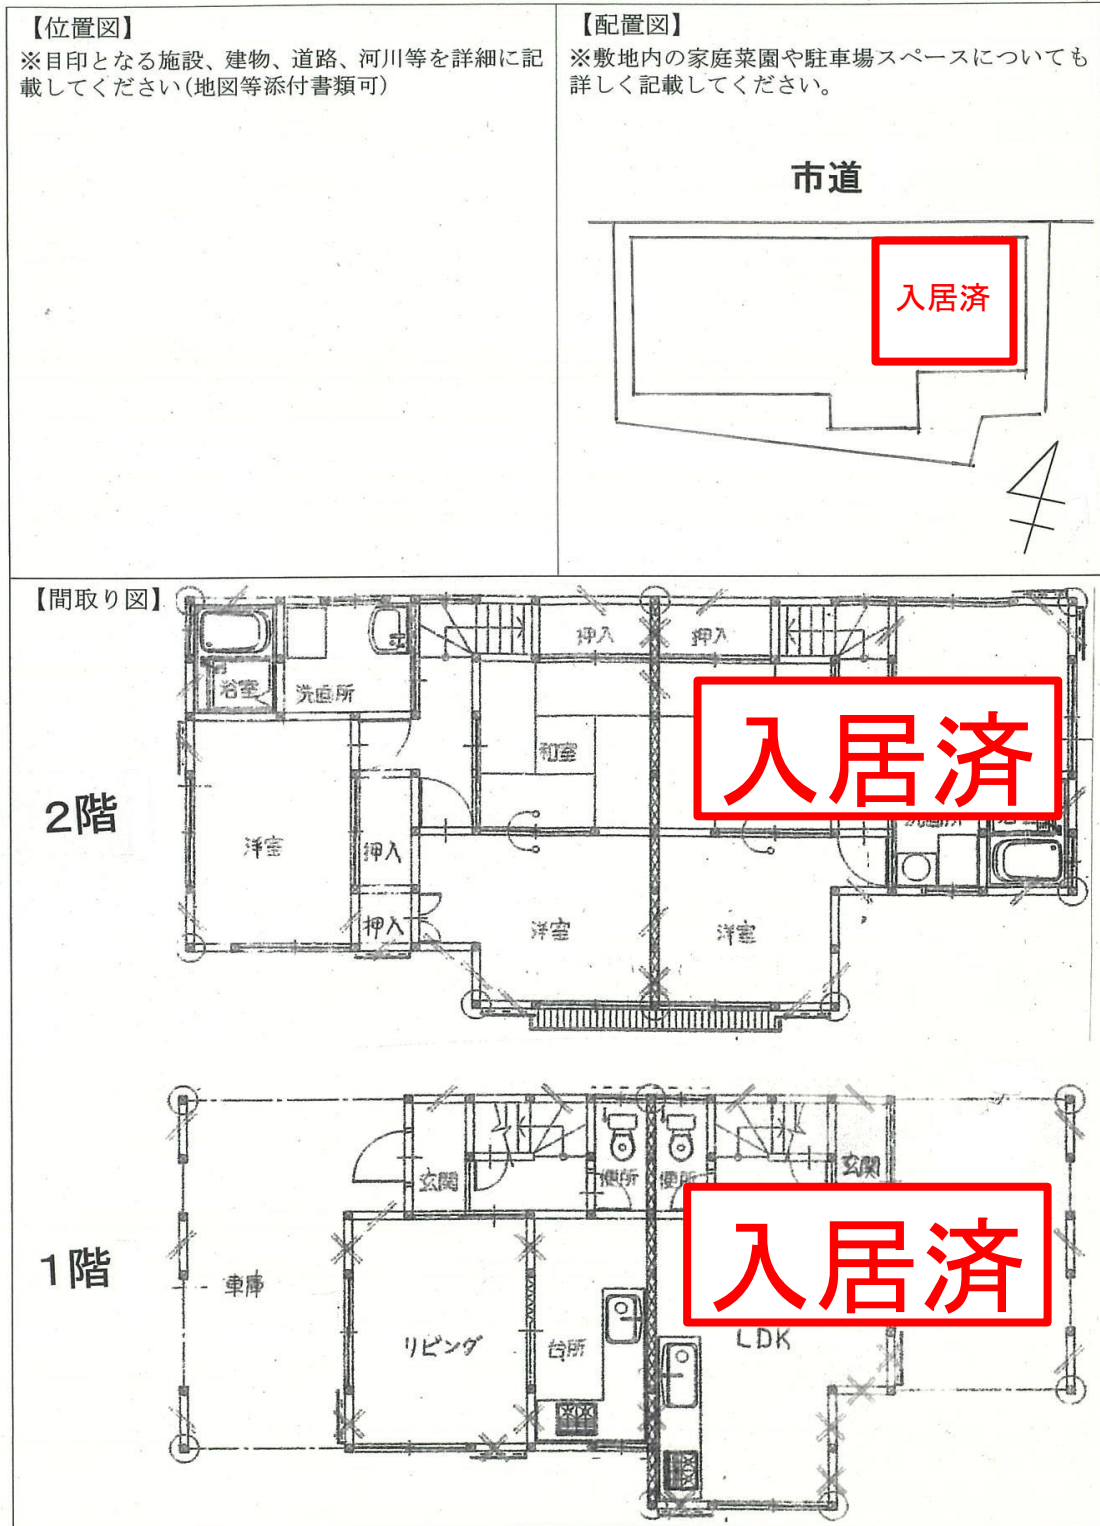 【位置図】
※目印となる施設、建物、道路、河川等を詳細に記
載してください(地図等添付書類可)
【配置図】
※敷地内の家庭菜園や駐車場スペースについても
詳しく記載してください。
市道
入居済
【間取り図】
2階
浴室
洗面所
押入
押入
和室
入居済
洋室
押入
押入
洋室
洋室
洗面所
1階
玄関
便所
便所
玄関
車庫
リビング
台所
入居済
LDK